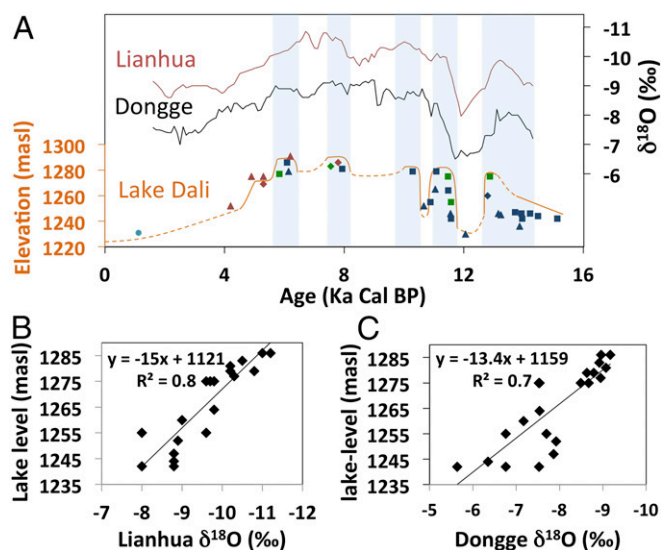 A
Lianhua
Dongge
Lake Dali
Elevation (masl)
1300
1280
1260
1240
1220
-11
-10
-9
-8
-7
-6
δ18O (‰)
0 4 8 12 16
Age (Ka Cal BP)
B
Lake level (masl)
1285
1275
1265
1255
1245
1235
y = -15x + 1121
R² = 0.8
-7 -8 -9 -10 -11 -12
Lianhua δ18O (‰)
C
lake-level (masl)
1285
1275
1265
1255
1245
1235
y = -13.4x + 1159
R² = 0.7
-5 -6 -7 -8 -9 -10
Dongge δ18O (‰)